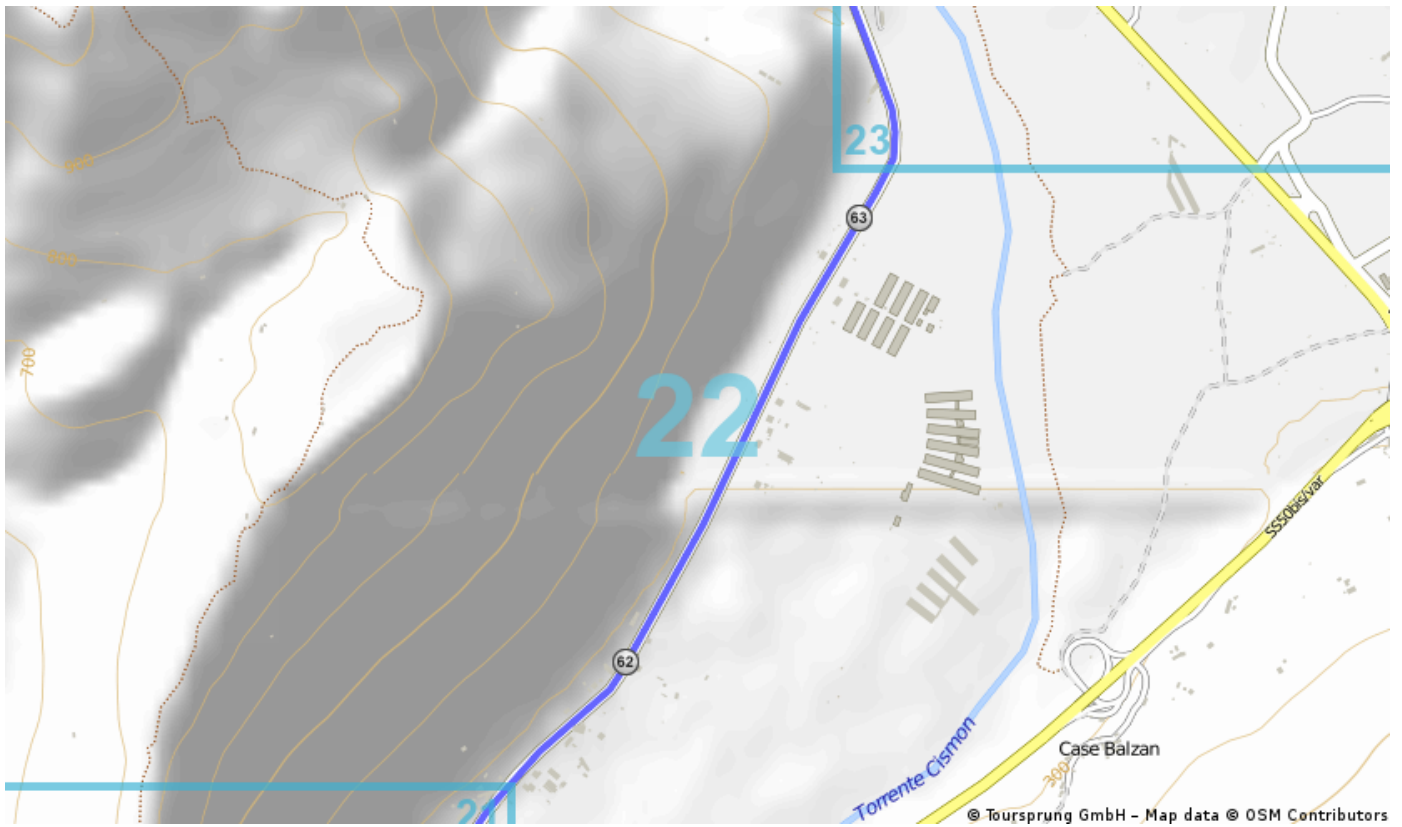 23
63
700
22
SS50bis/var
62
Case Balzan
300
21
Torrente Cismon
© Toursprung GmbH – Map data © OSM Contributors